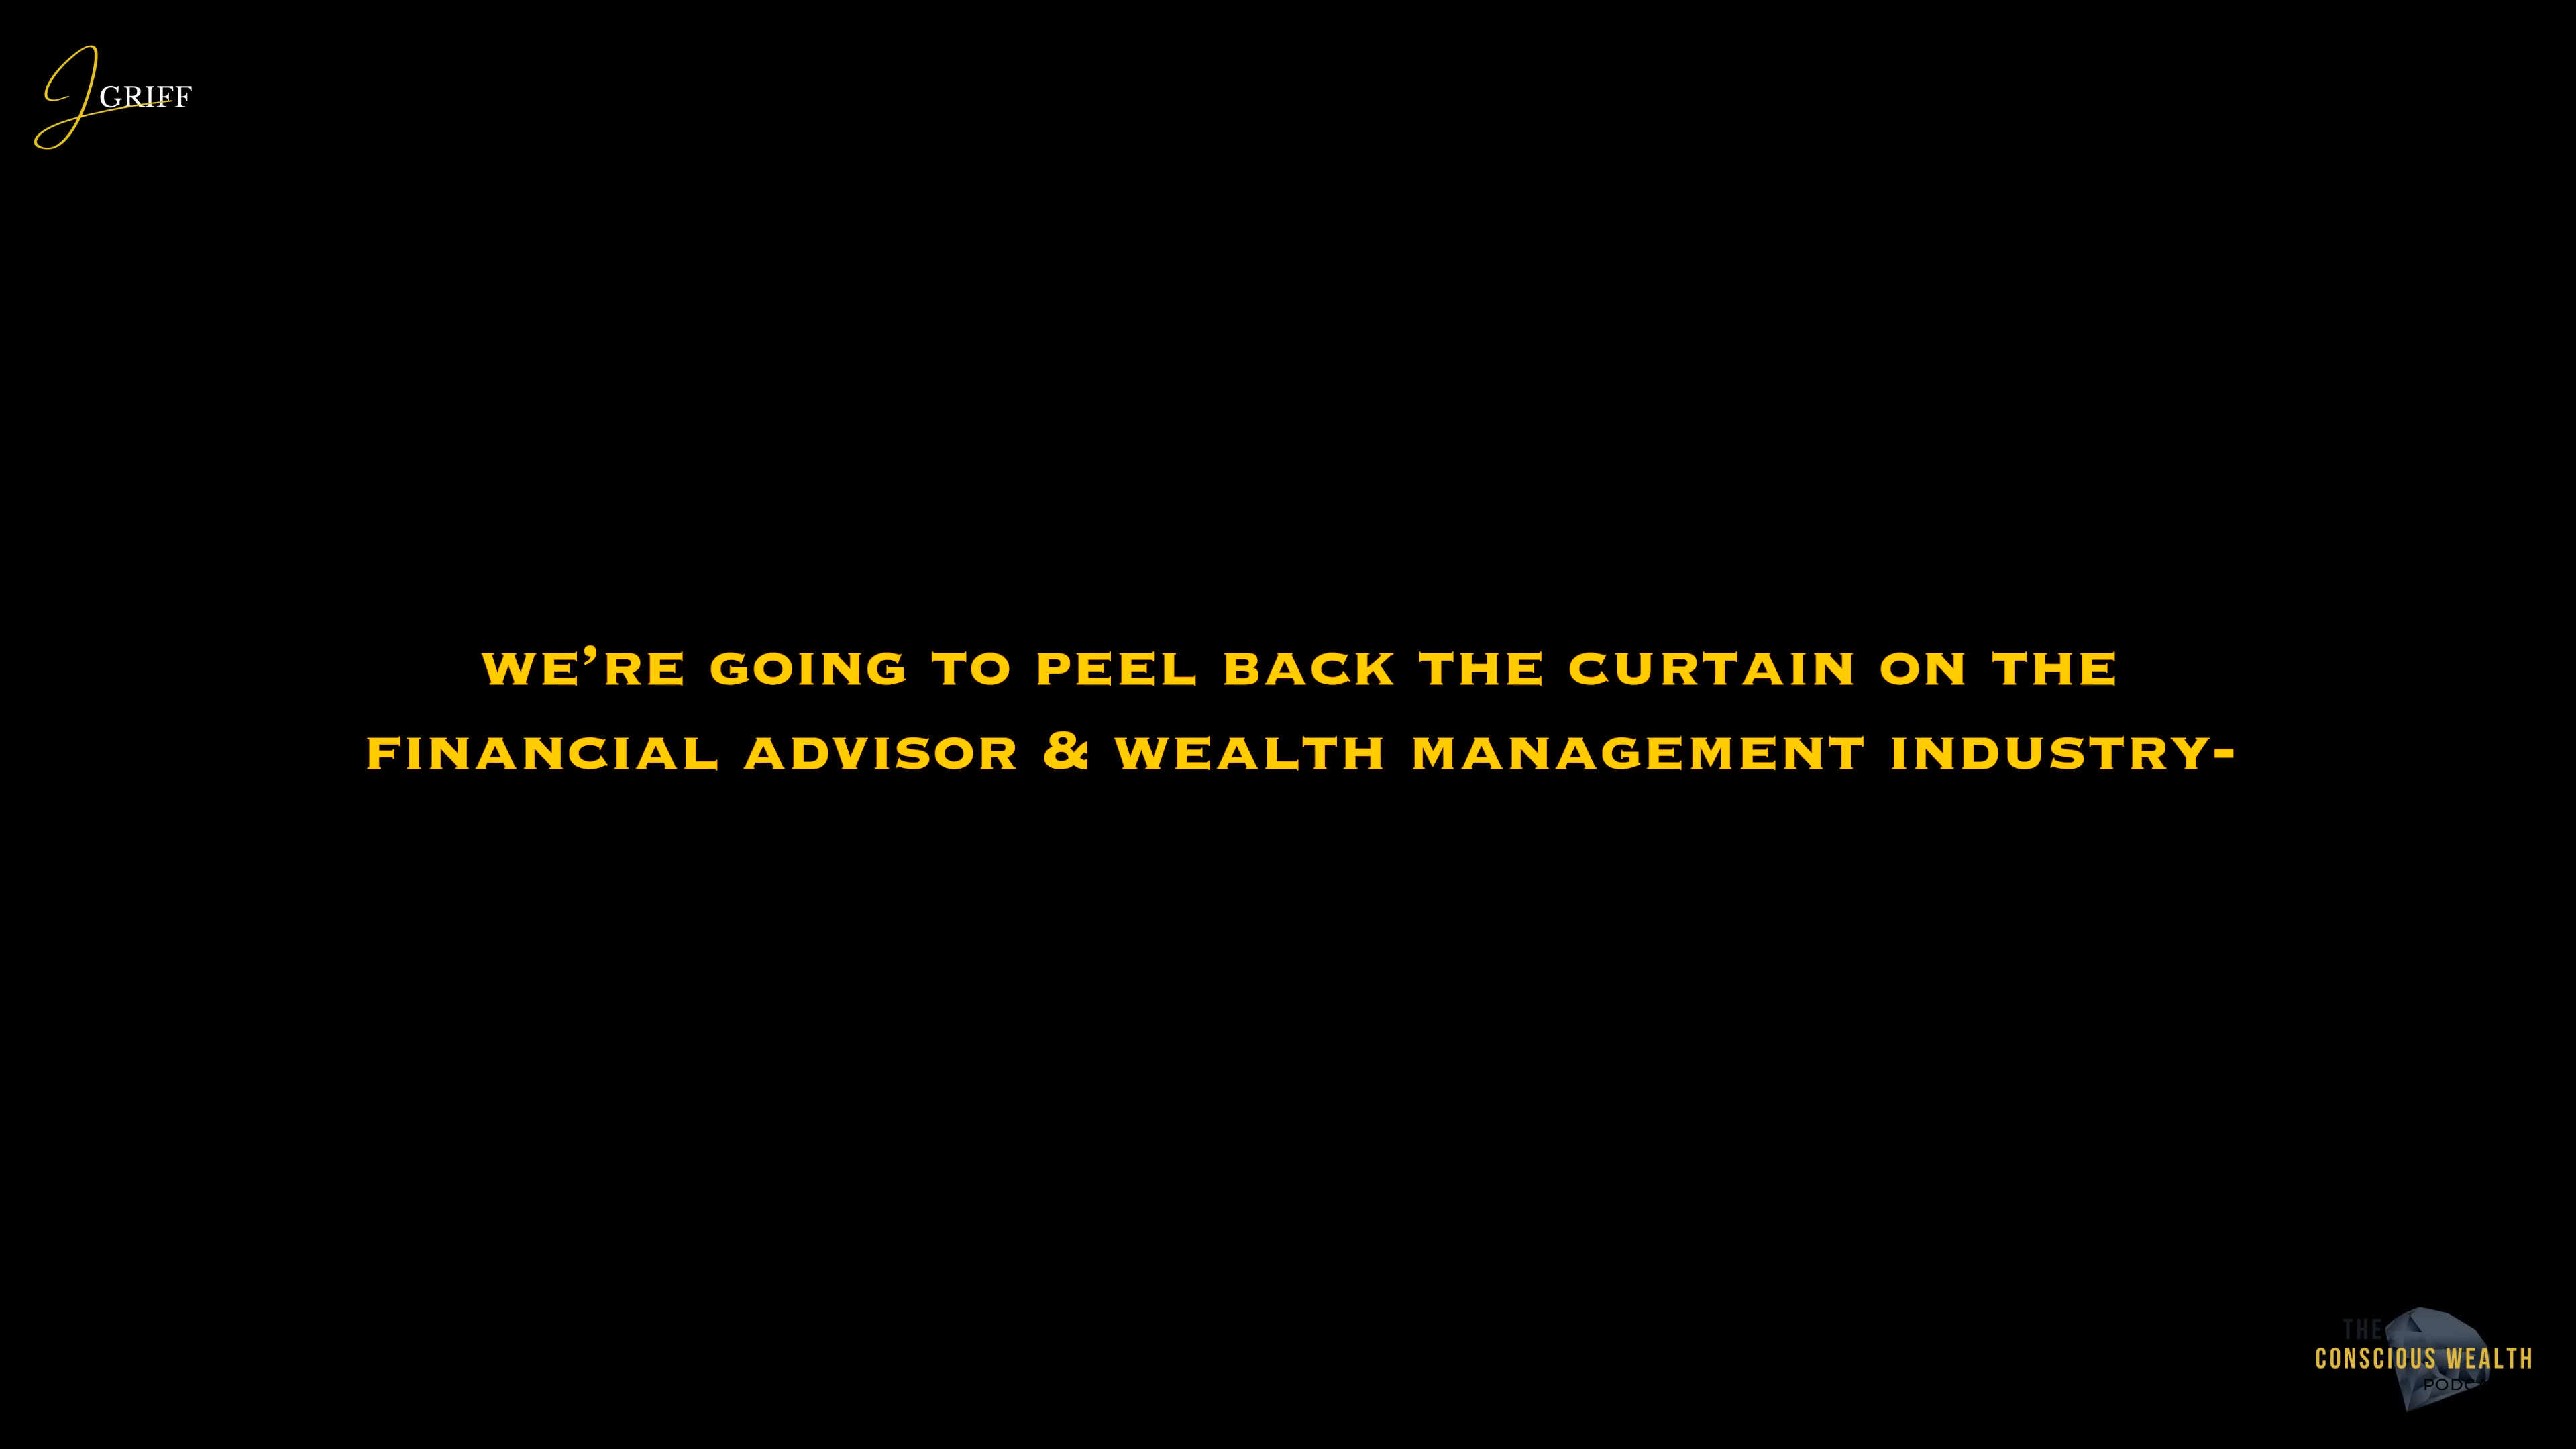 J GRIFF
WE’RE GOING TO PEEL BACK THE CURTAIN ON THE
FINANCIAL ADVISOR & WEALTH MANAGEMENT INDUSTRY-
THE
CONSCIOUS WEALTH